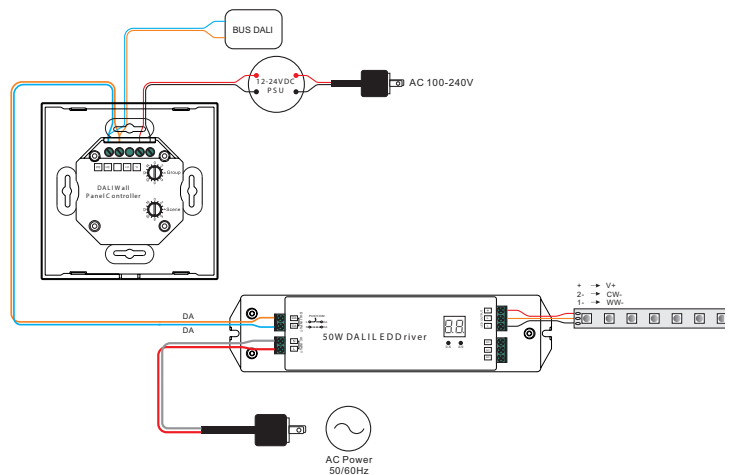 BUS DALI
12-24VDC
PSU
AC 100-240V
Group
Scene
DALI Wall
Panel Controller
+ → V+
2- → CW-
1- → WW-
DA
DA
50W DALI LED Driver
AC Power
50/60Hz